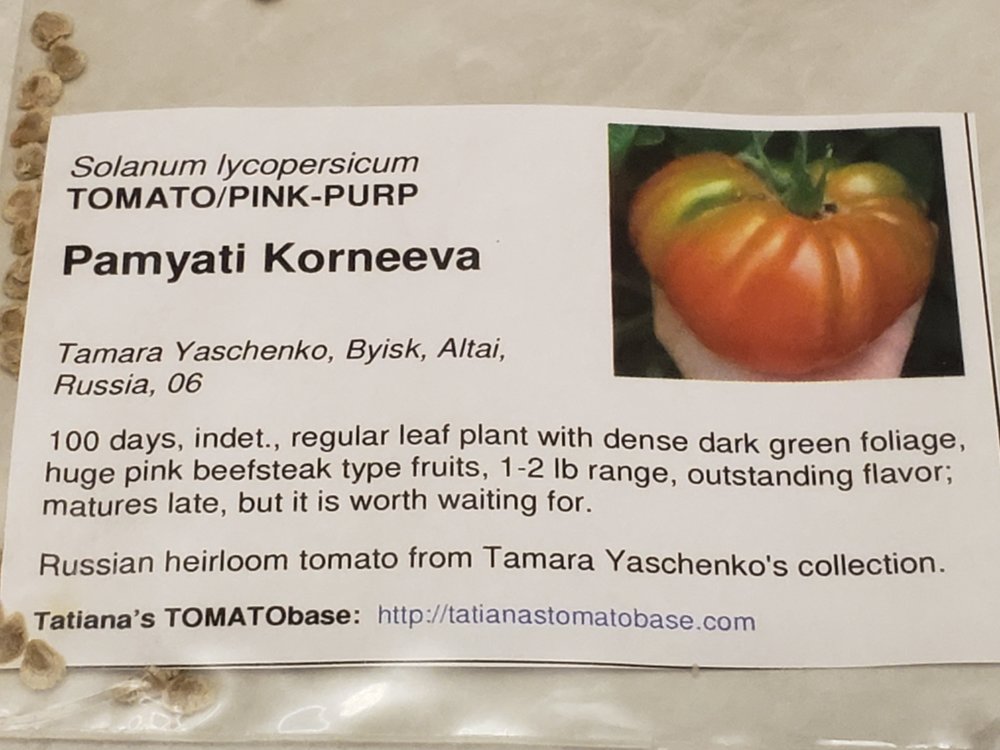 Solanum lycopersicum
TOMATO/PINK-PURP
Pamyati Korneeva
Tamara Yaschenko, Byisk, Altai,
Russia, 06
100 days, indet., regular leaf plant with dense dark green foliage,
huge pink beefsteak type fruits, 1-2 lb range, outstanding flavor;
matures late, but it is worth waiting for.
Russian heirloom tomato from Tamara Yaschenko's collection.
Tatiana's TOMATObase: http://tatianastomatobase.com